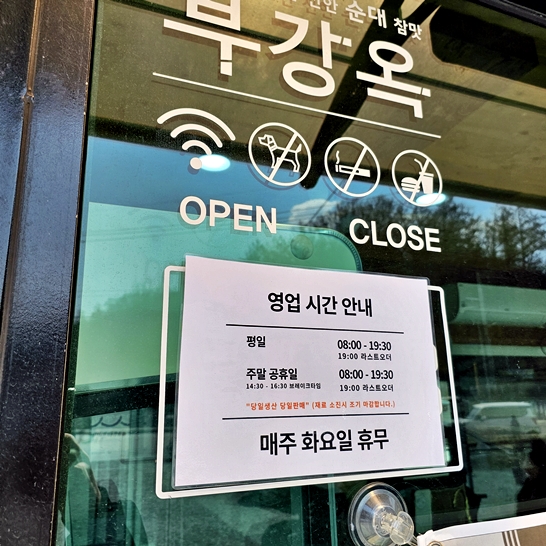 순대 참맛
부강옥
OPEN CLOSE
영업 시간 안내
평일 08:00 - 19:30
19:00 라스트오더
주말 공휴일 08:00 - 19:30
14:30 - 16:30 브레이크타임 19:00 라스트오더
"당일생산 당일판매" (재료 소진시 조기 마감합니다.)
매주 화요일 휴무